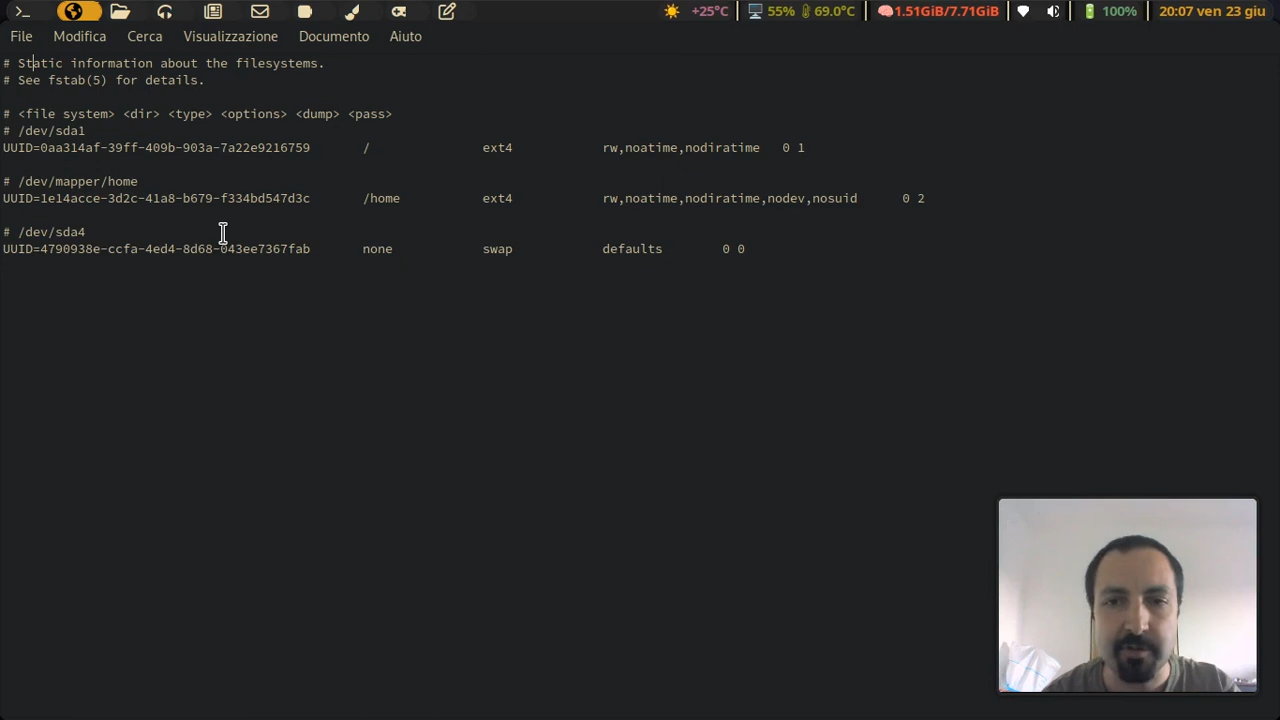 +25°C 55% 69.0°C 1.51GiB/7.71GiB 100% 20:07 ven 23 giu
File Modifica Cerca Visualizzazione Documento Aiuto
# Static information about the filesystems.
# See fstab(5) for details.
# <file system> <dir> <type> <options> <dump> <pass>
# /dev/sda1
UUID=0aa314af-39ff-409b-903a-7a22e9216759 / ext4 rw,noatime,nodiratime 0 1
# /dev/mapper/home
UUID=1e14acce-3d2c-41a8-b679-f334bd547d3c /home ext4 rw,noatime,nodiratime,nodev,nosuid 0 2
# /dev/sda4
UUID=4790938e-ccfa-4ed4-8d68-043ee7367fab none swap defaults 0 0